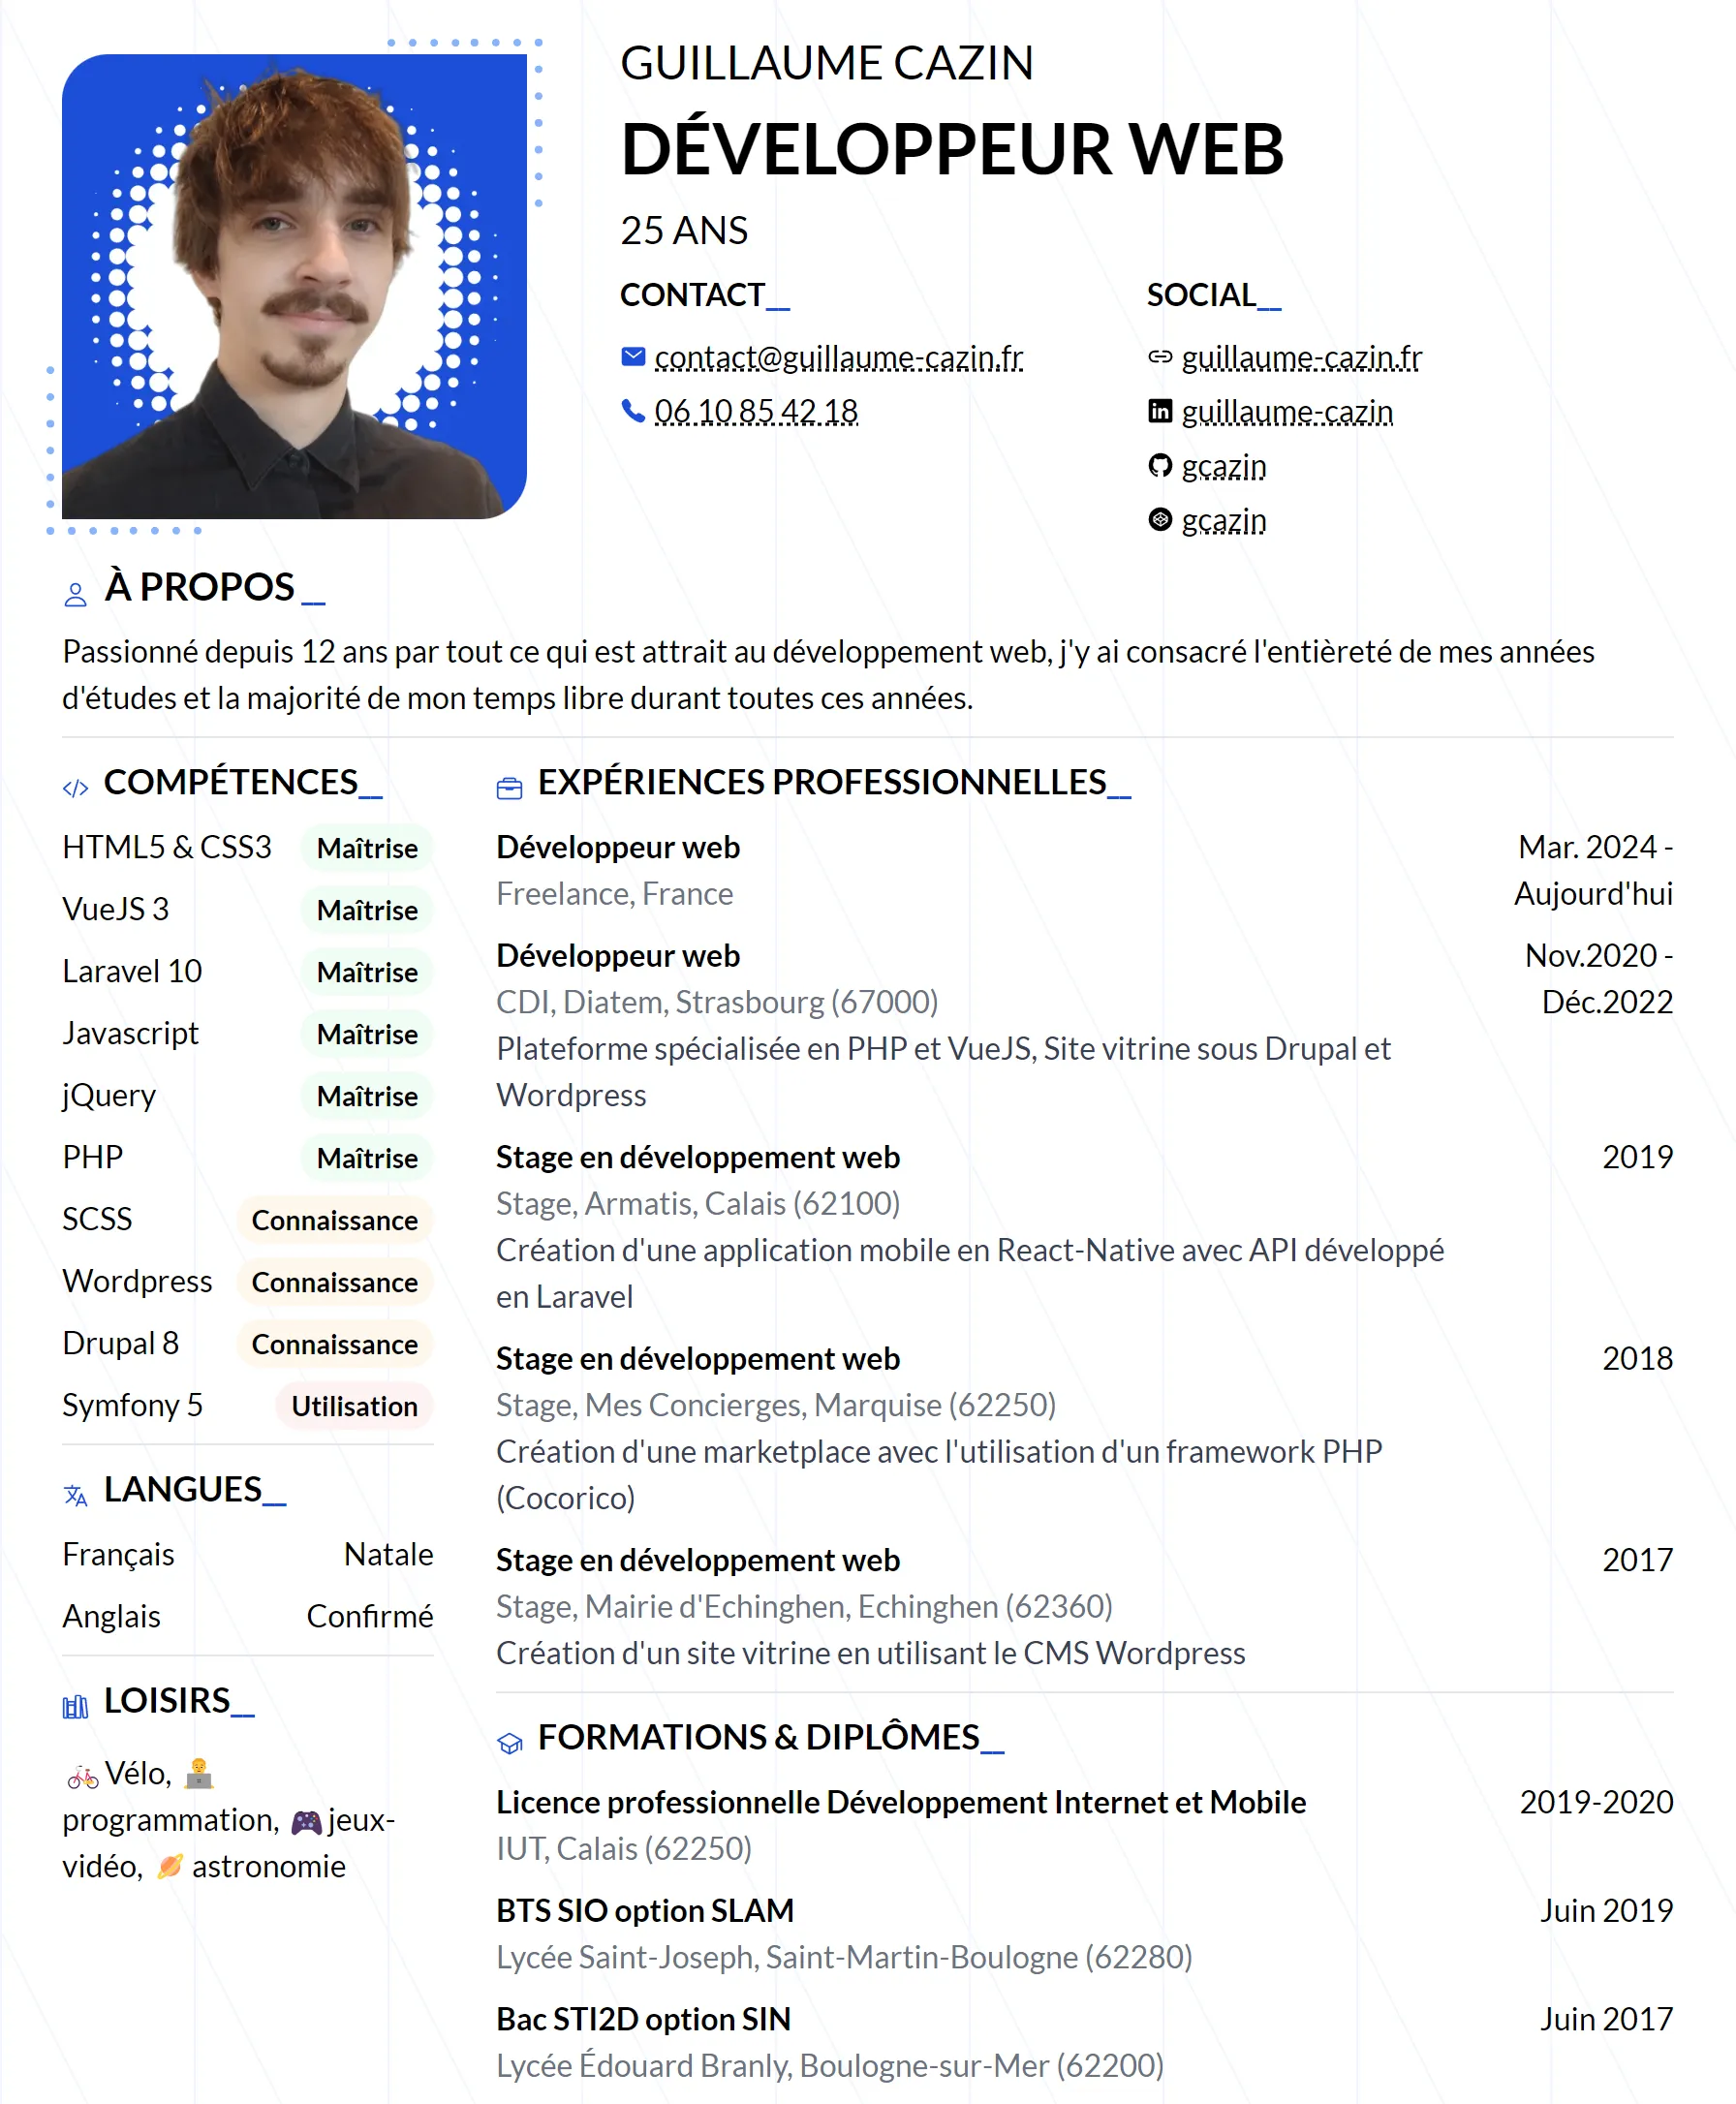 GUILLAUME CAZIN
DÉVELOPPEUR WEB
25 ANS
CONTACT__
contact@guillaume-cazin.fr
06 10 85 42 18
SOCIAL__
guillaume-cazin.fr
guillaume-cazin
gcazin
gcazin
À PROPOS __
Passionné depuis 12 ans par tout ce qui est attrait au développement web, j'y ai consacré l'entièreté de mes années
d'études et la majorité de mon temps libre durant toutes ces années.
COMPÉTENCES__
HTML5 & CSS3 Maîtrise
VueJS 3 Maîtrise
Laravel 10 Maîtrise
Javascript Maîtrise
jQuery Maîtrise
PHP Maîtrise
SCSS Connaissance
Wordpress Connaissance
Drupal 8 Connaissance
Symfony 5 Utilisation
LANGUES__
Français Natale
Anglais Confirmé
LOISIRS__
🚲 Vélo, 🧑‍💻
programmation, 🎮 jeux-
vidéo, 🪐 astronomie
EXPÉRIENCES PROFESSIONNELLES__
Développeur web Mar. 2024 -
Freelance, France Aujourd'hui
Développeur web Nov.2020 -
CDI, Diatem, Strasbourg (67000) Déc.2022
Plateforme spécialisée en PHP et VueJS, Site vitrine sous Drupal et
Wordpress
Stage en développement web 2019
Stage, Armatis, Calais (62100)
Création d'une application mobile en React-Native avec API développé
en Laravel
Stage en développement web 2018
Stage, Mes Concierges, Marquise (62250)
Création d'une marketplace avec l'utilisation d'un framework PHP
(Cocorico)
Stage en développement web 2017
Stage, Mairie d'Echinghen, Echinghen (62360)
Création d'un site vitrine en utilisant le CMS Wordpress
FORMATIONS & DIPLÔMES__
Licence professionnelle Développement Internet et Mobile 2019-2020
IUT, Calais (62250)
BTS SIO option SLAM Juin 2019
Lycée Saint-Joseph, Saint-Martin-Boulogne (62280)
Bac STI2D option SIN Juin 2017
Lycée Édouard Branly, Boulogne-sur-Mer (62200)